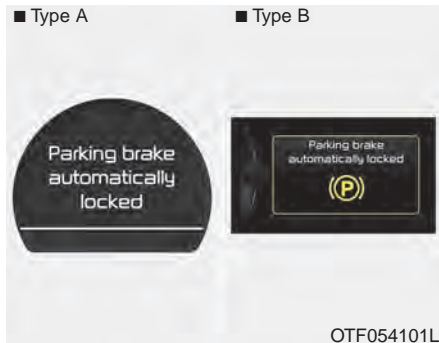 ■ Type A
■ Type B
Parking brake
automatically
locked
Parking brake
automatically locked
(P)
OTF054101L